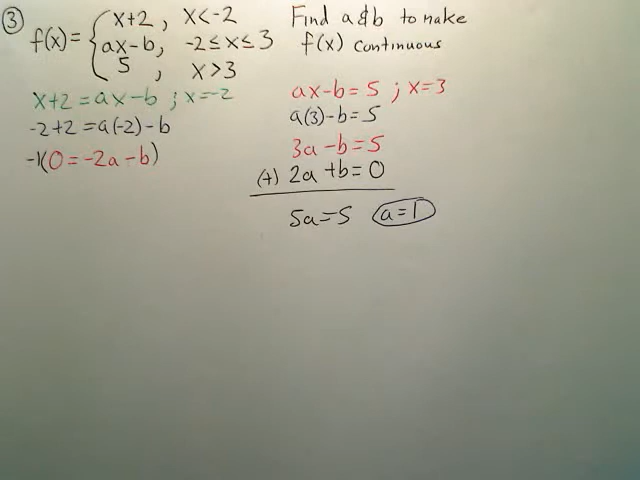 ③ f(x) = { x+2 , x<-2
ax-b, -2≤x≤3
5 , x>3
Find a & b to make
f(x) continuous
x+2 = ax-b ; x=-2
-2+2 = a(-2)-b
-1(0 = -2a-b)
ax-b = 5 ; x=3
a(3)-b=5
3a-b=5
(+) 2a+b=0
5a=5 a=1